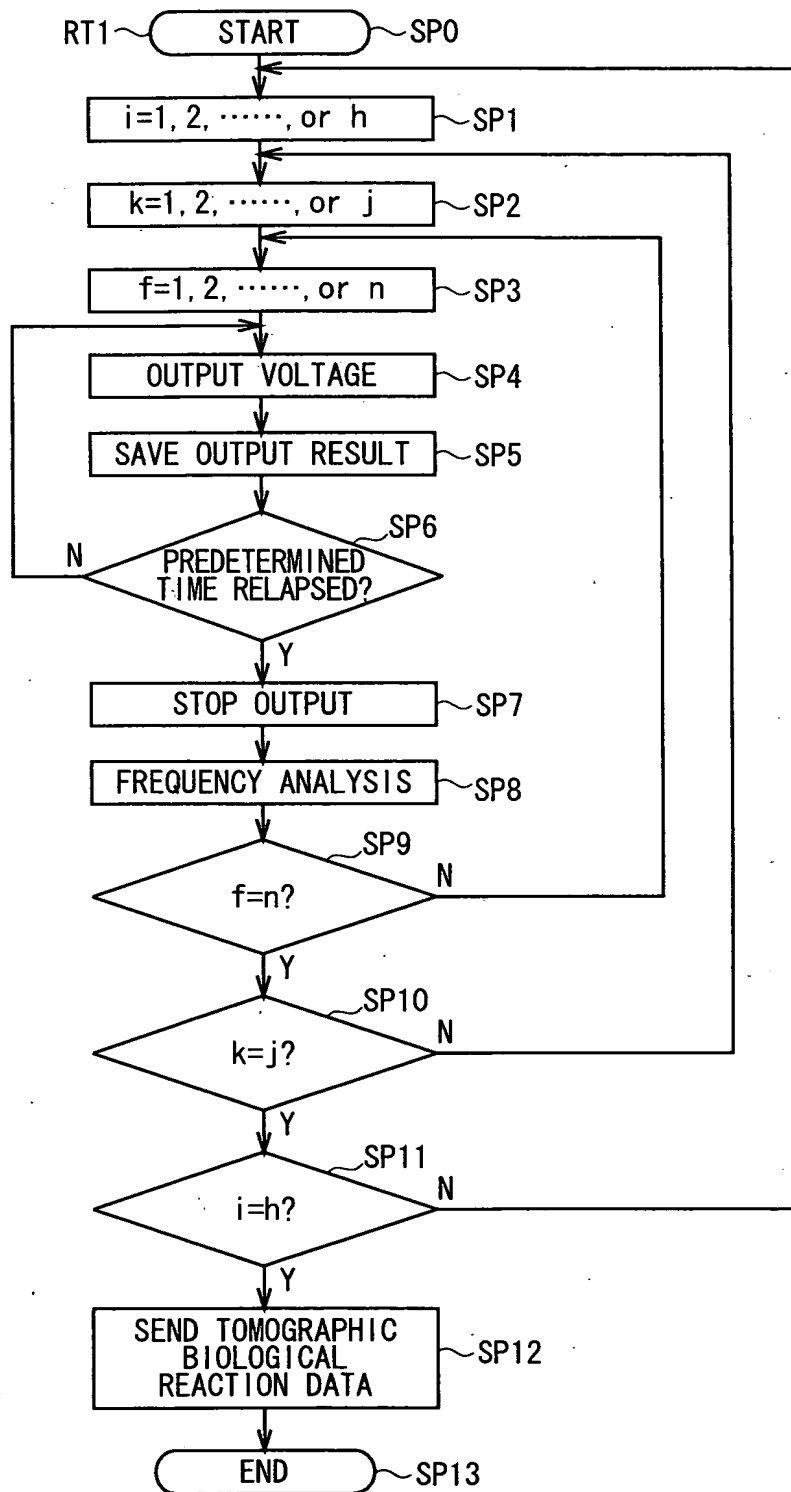 RT1 START SP0
i=1, 2, ······, or h SP1
k=1, 2, ······, or j SP2
f=1, 2, ······, or n SP3
OUTPUT VOLTAGE SP4
SAVE OUTPUT RESULT SP5
SP6
N
PREDETERMINED
TIME RELAPSED?
Y
STOP OUTPUT SP7
FREQUENCY ANALYSIS SP8
SP9
N
f=n?
Y
SP10
N
k=j?
Y
SP11
N
i=h?
Y
SEND TOMOGRAPHIC
BIOLOGICAL
REACTION DATA
SP12
END SP13